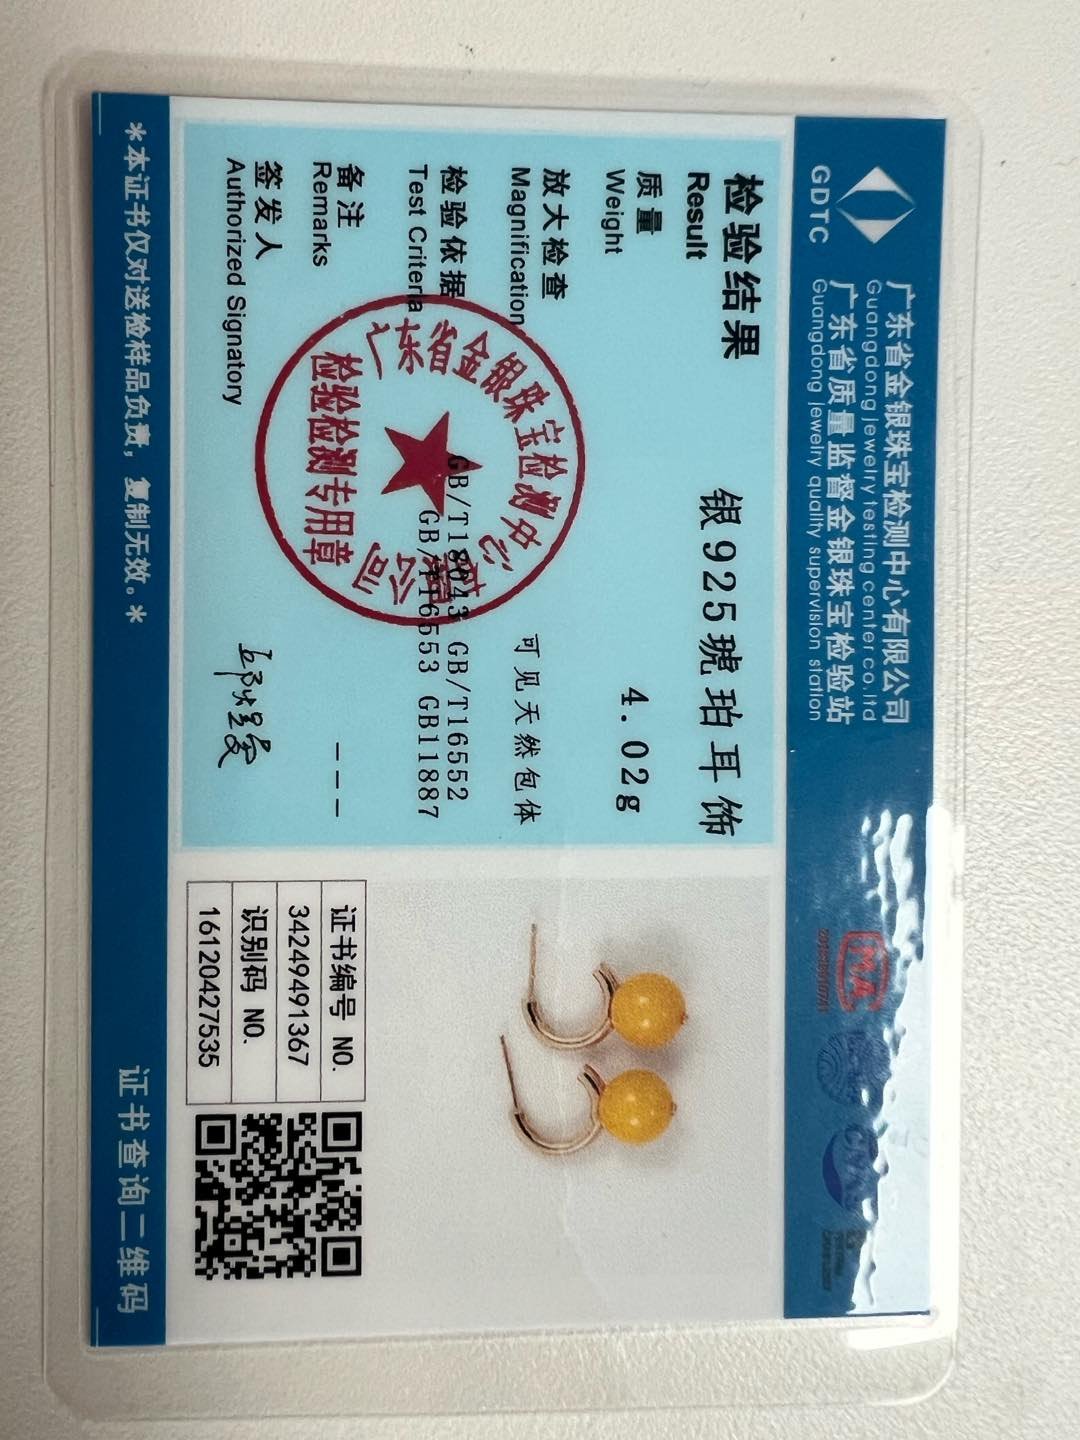 GDTC
广东省金银珠宝检测中心有限公司
Guangdong jewelry testing center co.ltd
广东省质量监督金银珠宝检验站
Guangdong jewelry quality supervision station
MA
检验结果 银925琥珀耳饰
Result
质量 4.02g
Weight
放大检查 可见天然包体
Magnification
检验依据 GB/T18043 GB/T16552
Test Criteria GB/T16553 GB11887
备注 ---
Remarks
签发人
Authorized Signatory
广东省金银珠宝检测中心有限公司
检验检测专用章
证书编号 NO.
34249491367
识别码 NO.
16120427535
*本证书仅对送检样品负责，复制无效。*
证书查询二维码